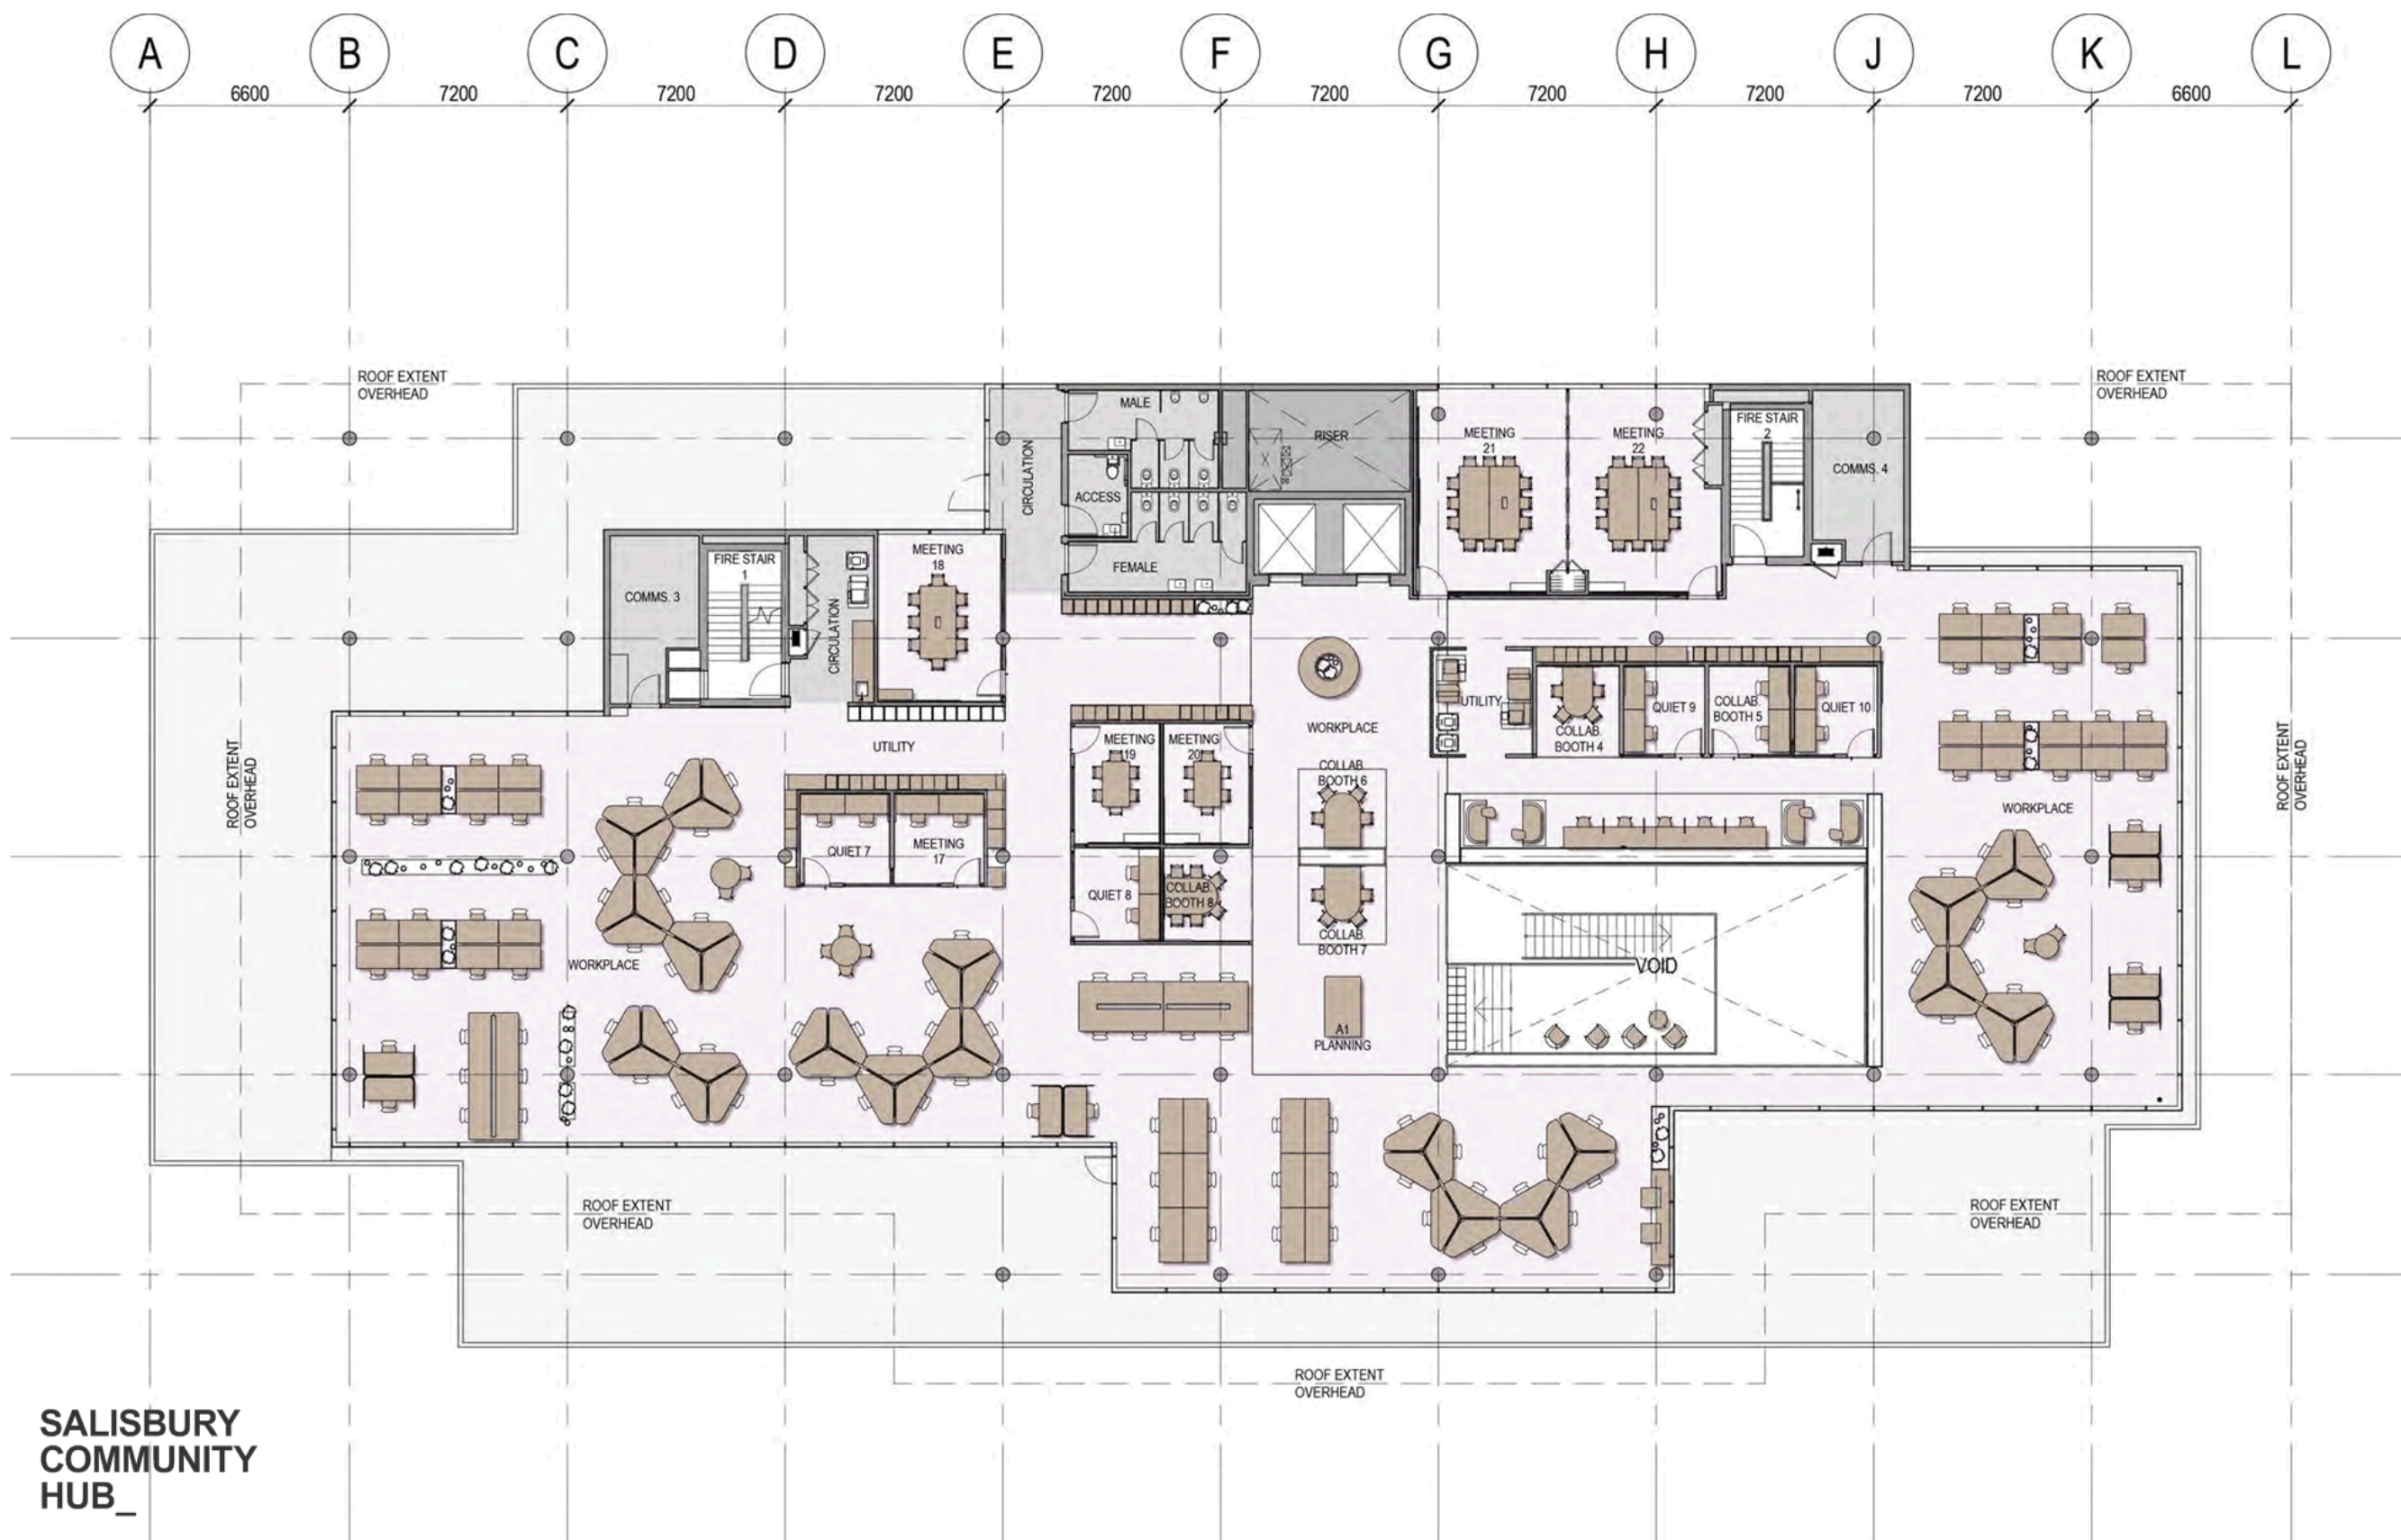 A
B
C
D
E
F
G
H
J
K
L
6600
7200
7200
7200
7200
7200
7200
7200
7200
6600
ROOF EXTENT
OVERHEAD
ROOF EXTENT
OVERHEAD
MALE
CIRCULATION
ACCESS
FEMALE
RISER
MEETING
21
MEETING
22
FIRE STAIR
2
COMMS. 4
COMMS. 3
FIRE STAIR
1
CIRCULATION
MEETING
18
UTILITY
ROOF EXTENT
OVERHEAD
MEETING
19
MEETING
20
WORKPLACE
UTILITY
COLLAB.
BOOTH 4
QUIET 9
COLLAB.
BOOTH 5
QUIET 10
ROOF EXTENT
OVERHEAD
COLLAB.
BOOTH 6
WORKPLACE
QUIET 7
MEETING
17
QUIET 8
COLLAB.
BOOTH 8
COLLAB.
BOOTH 7
WORKPLACE
VOID
A1
PLANNING
ROOF EXTENT
OVERHEAD
ROOF EXTENT
OVERHEAD
ROOF EXTENT
OVERHEAD
SALISBURY
COMMUNITY
HUB_